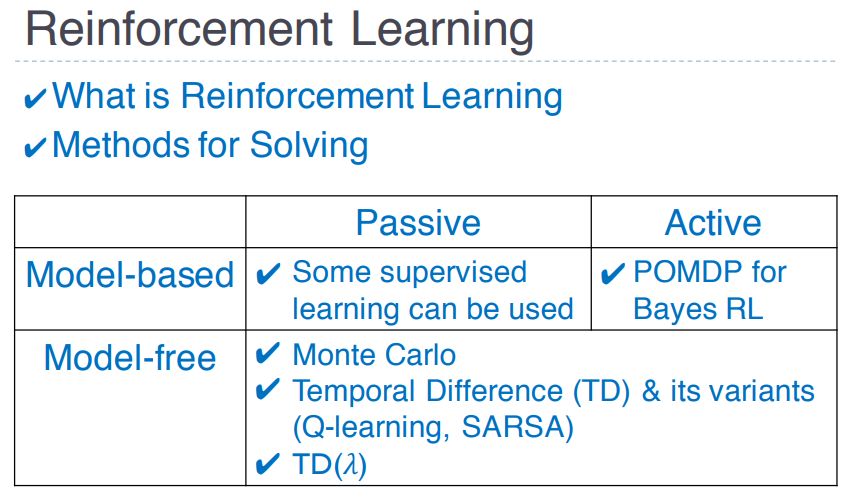 Reinforcement Learning
✔What is Reinforcement Learning
✔Methods for Solving
Passive
Active
Model-based
✔ Some supervised
learning can be used
✔ POMDP for
Bayes RL
Model-free
✔ Monte Carlo
✔ Temporal Difference (TD) & its variants
(Q-learning, SARSA)
✔ TD(λ)